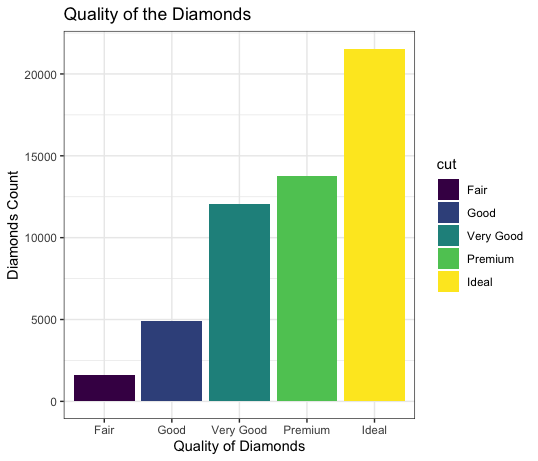 Quality of the Diamonds
Diamonds Count
20000
15000
10000
5000
0
Fair Good Very Good Premium Ideal
Quality of Diamonds
cut
Fair
Good
Very Good
Premium
Ideal